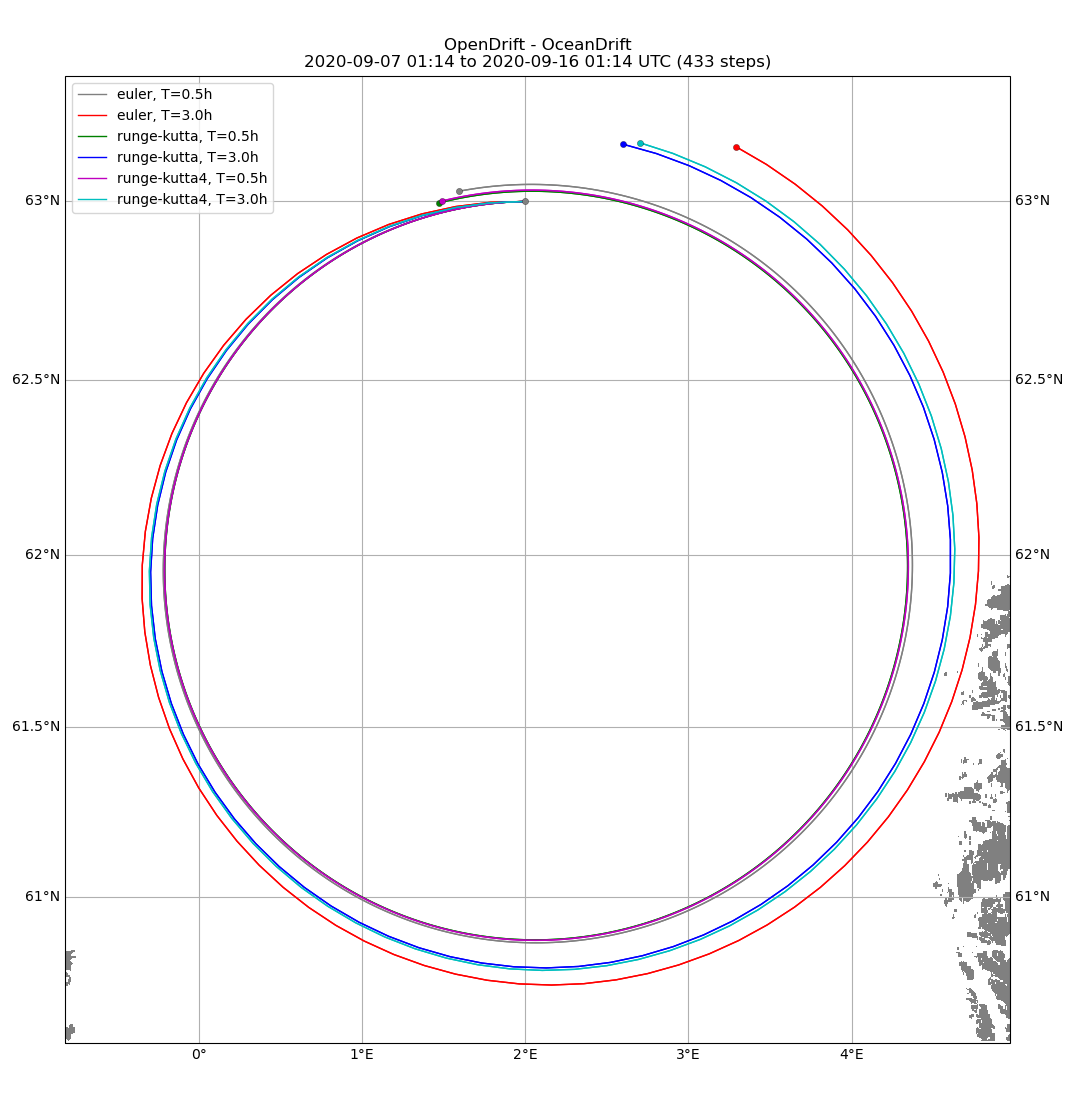 OpenDrift - OceanDrift
2020-09-07 01:14 to 2020-09-16 01:14 UTC (433 steps)
euler, T=0.5h
euler, T=3.0h
runge-kutta, T=0.5h
runge-kutta, T=3.0h
runge-kutta4, T=0.5h
runge-kutta4, T=3.0h
63°N 63°N
62.5°N 62.5°N
62°N 62°N
61.5°N 61.5°N
61°N 61°N
0° 1°E 2°E 3°E 4°E